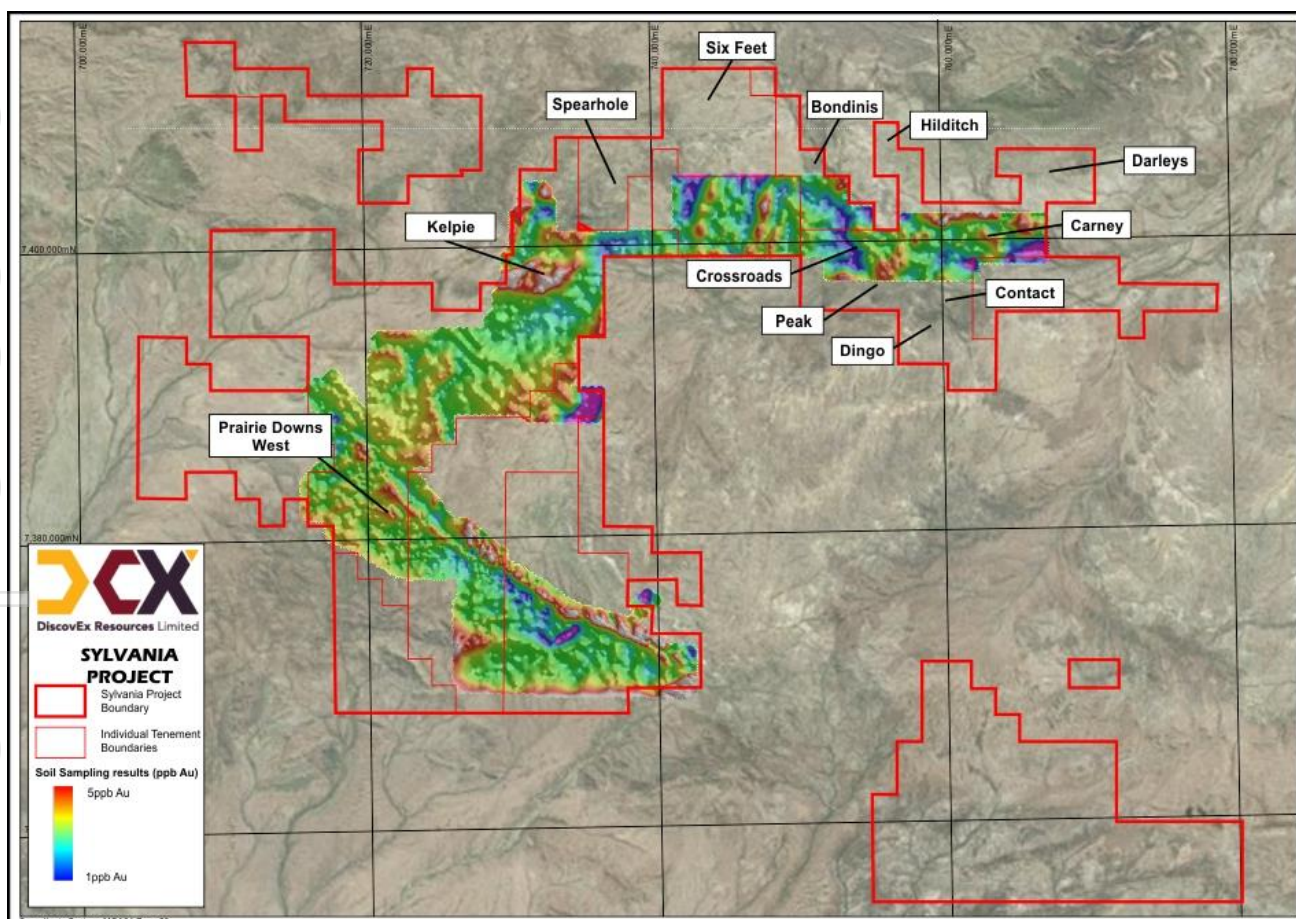 700,000mE
720,000mE
740,000mE
760,000mE
780,000mE
Six Feet
Spearhole
Bondinis
Hilditch
Darleys
Kelpie
7,400,000mN
Carney
Crossroads
Contact
Peak
Dingo
Prairie Downs
West
7,380,000mN
DCX
DiscovEx Resources Limited
SYLVANIA
PROJECT
Sylvania Project
Boundary
Individual Tenement
Boundaries
Soil Sampling results (ppb Au)
5ppb Au
1ppb Au